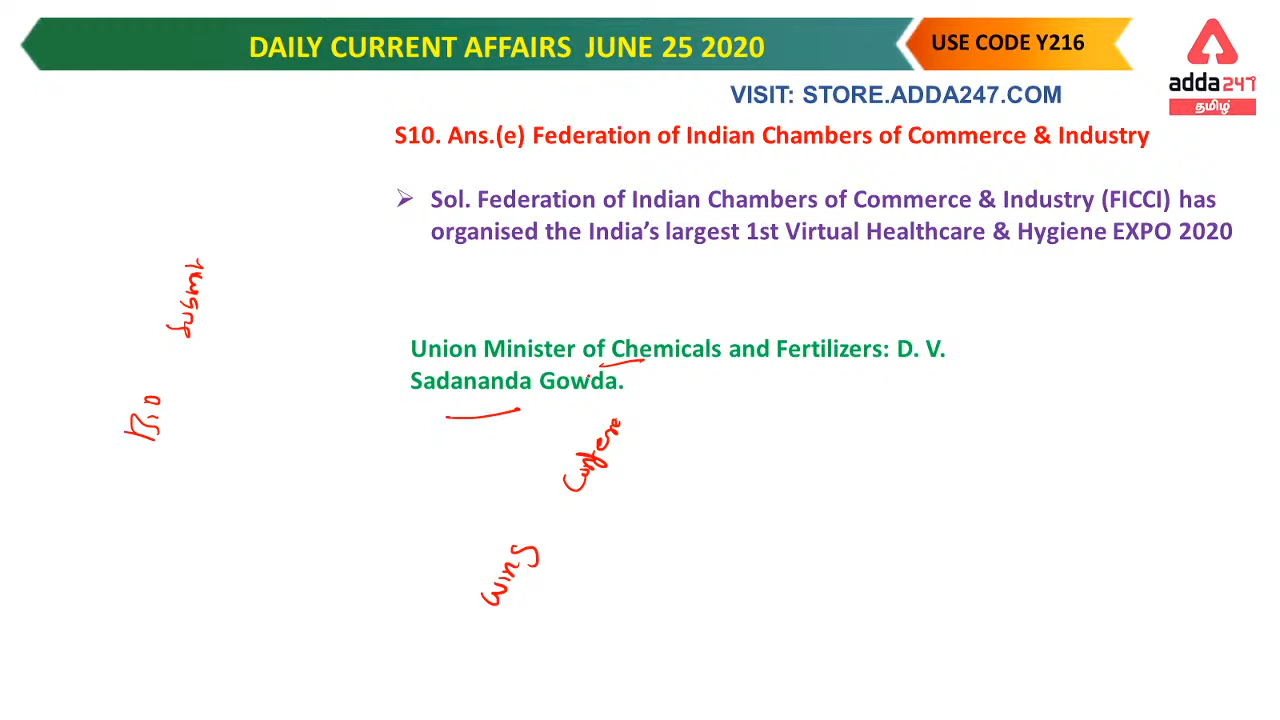 DAILY CURRENT AFFAIRS JUNE 25 2020
USE CODE Y216
adda247
தமிழ்
VISIT: STORE.ADDA247.COM
S10. Ans.(e) Federation of Indian Chambers of Commerce & Industry
➢ Sol. Federation of Indian Chambers of Commerce & Industry (FICCI) has
organised the India's largest 1st Virtual Healthcare & Hygiene EXPO 2020
Union Minister of Chemicals and Fertilizers: D. V.
Sadananda Gowda.
Bio